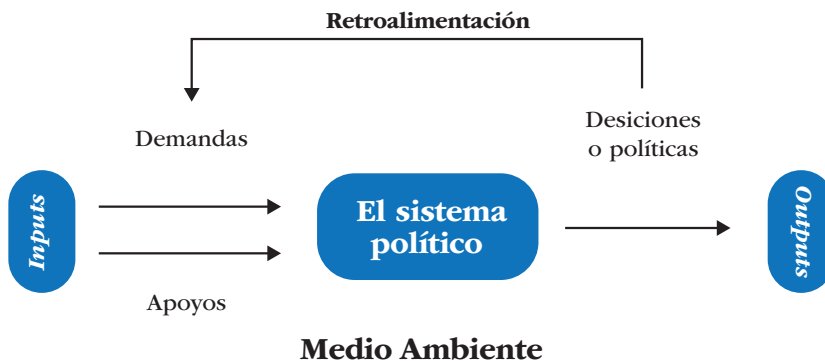 Retroalimentación
Demandas
Desiciones
o políticas
Inputs
El sistema
político
Outputs
Apoyos
Medio Ambiente